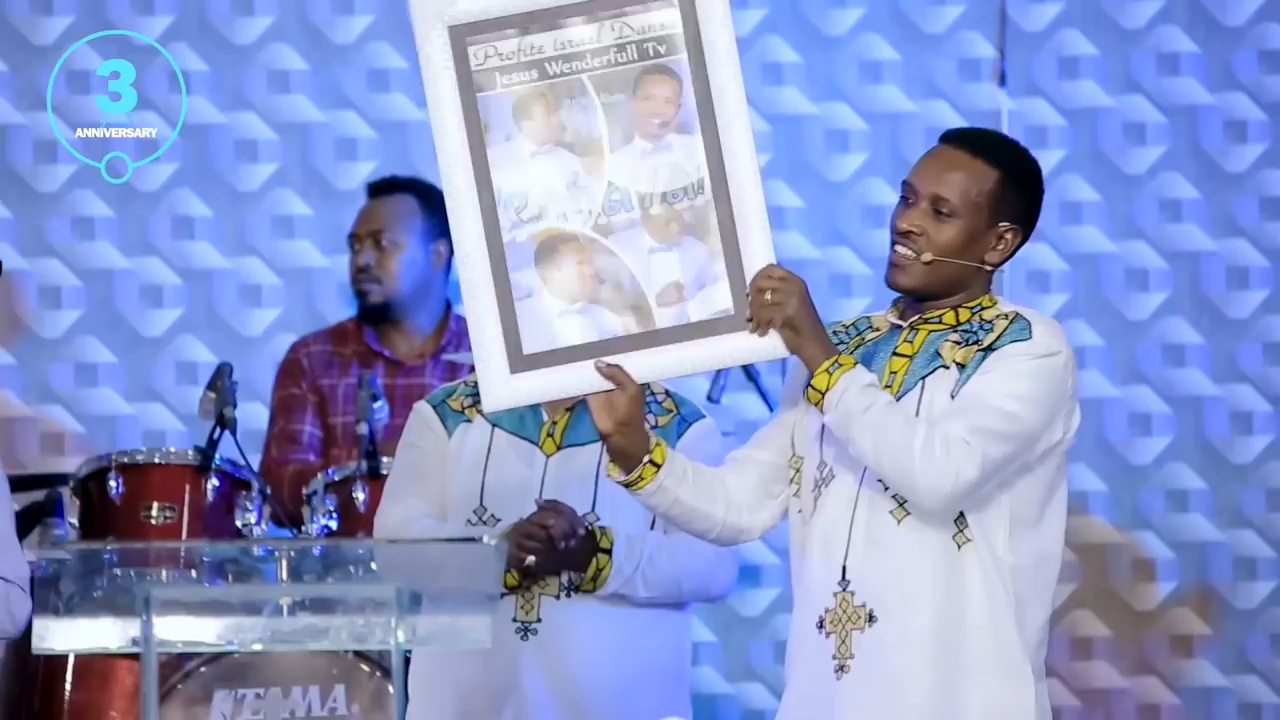 3
ANNIVERSARY
Profite Israel Dans
Jesus Wenderfull Tv
TAMA